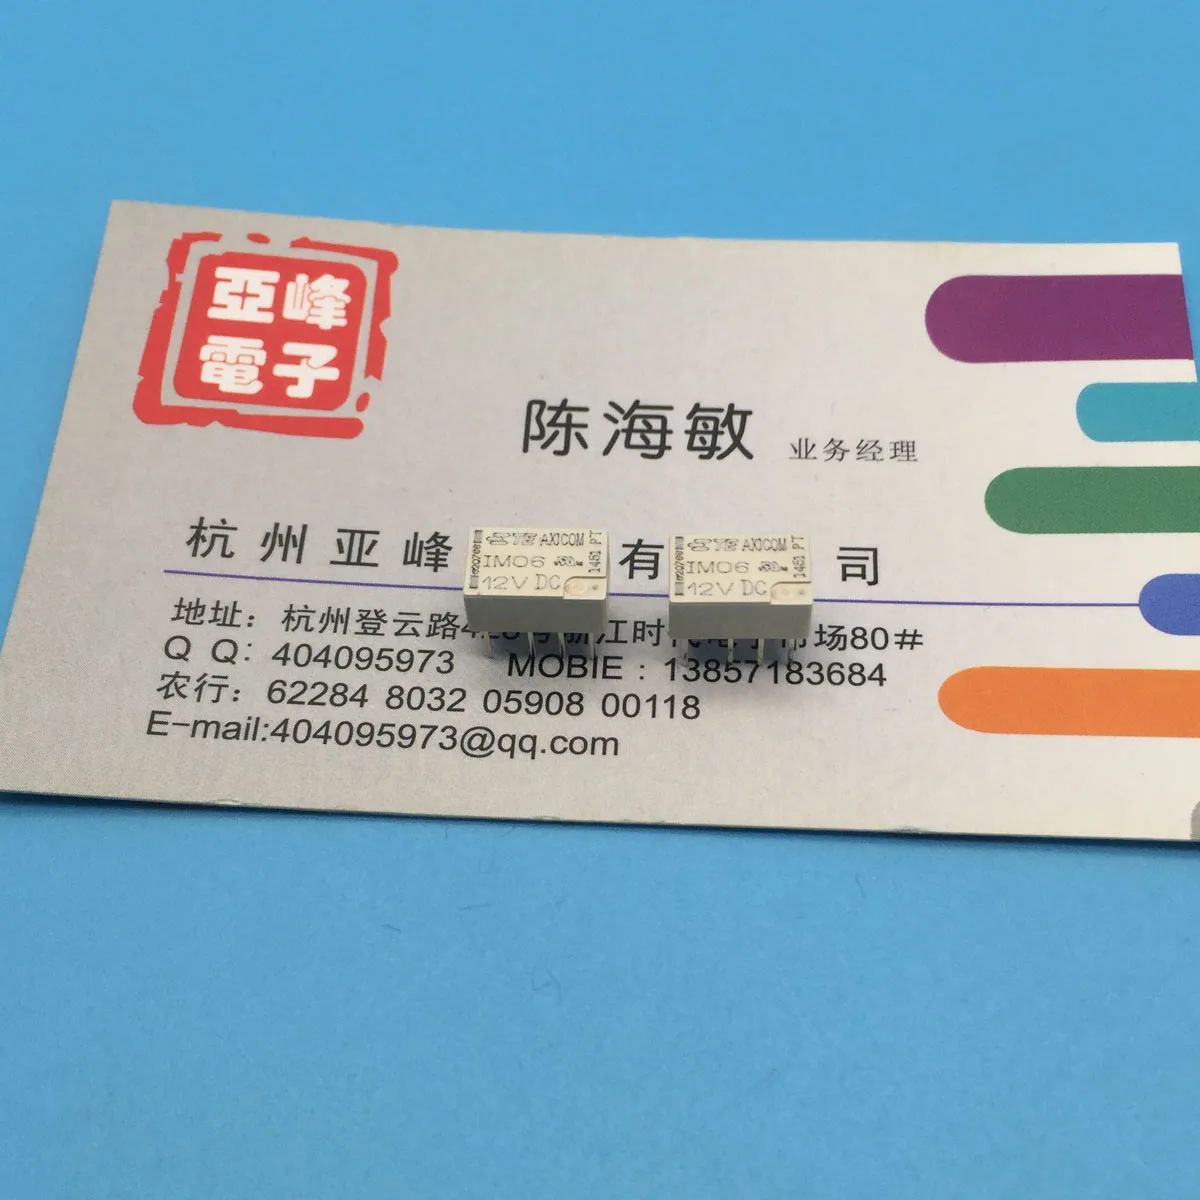 亞峰
電子
陈海敏 业务经理
杭州亚峰 有 司
地址：杭州登云路 江时 场80#
Q Q：404095973 MOBIE：13857183684
农行：62284 8032 05908 00118
E-mail:404095973@qq.com
AXICOM PT
IM06
12V DC
1451
AXICOM PT
IM06
12V DC
1451